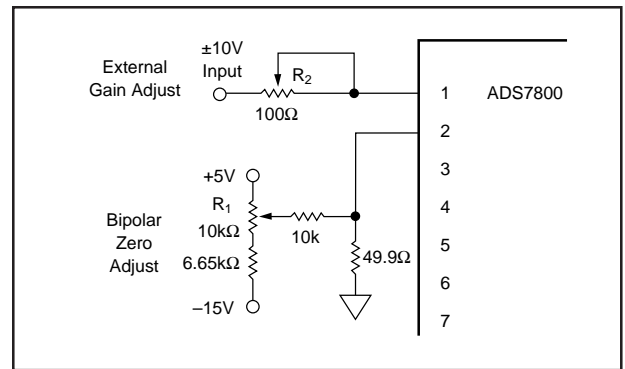 External
Gain Adjust
±10V
Input
R2
100Ω
1
ADS7800
2
3
4
5
6
7
+5V
R1
10kΩ
10k
6.65kΩ
49.9Ω
–15V
Bipolar
Zero
Adjust